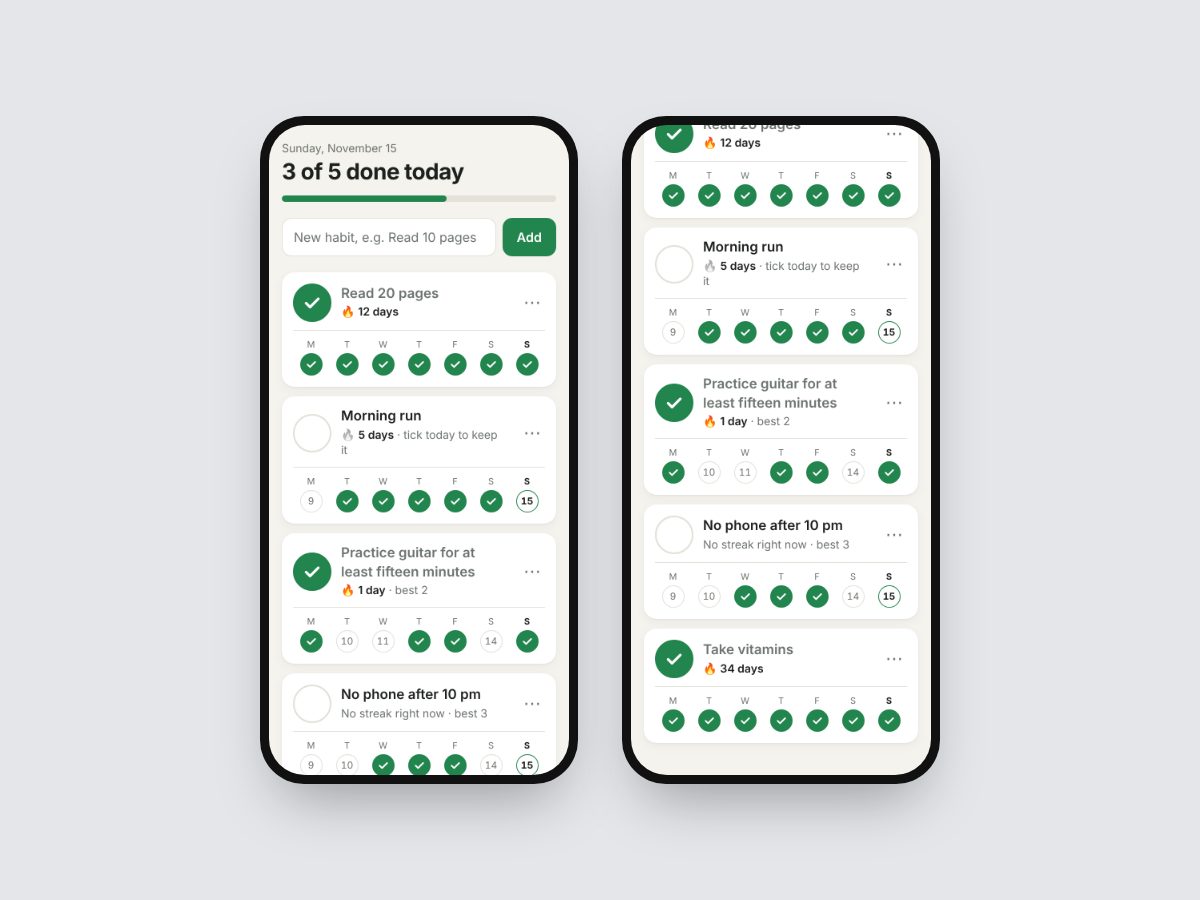 Sunday, November 15
3 of 5 done today
New habit, e.g. Read 10 pages
Add
Read 20 pages
🔥 12 days
M T W T F S S
Morning run
🔥 5 days · tick today to keep
it
M T W T F S S
9 15
Practice guitar for at
least fifteen minutes
🔥 1 day · best 2
M T W T F S S
10 11 14
No phone after 10 pm
No streak right now · best 3
M T W T F S S
9 10 14 15
Read 20 pages
🔥 12 days
M T W T F S S
Morning run
🔥 5 days · tick today to keep
it
M T W T F S S
9 15
Practice guitar for at
least fifteen minutes
🔥 1 day · best 2
M T W T F S S
10 11 14
No phone after 10 pm
No streak right now · best 3
M T W T F S S
9 10 14 15
Take vitamins
🔥 34 days
M T W T F S S